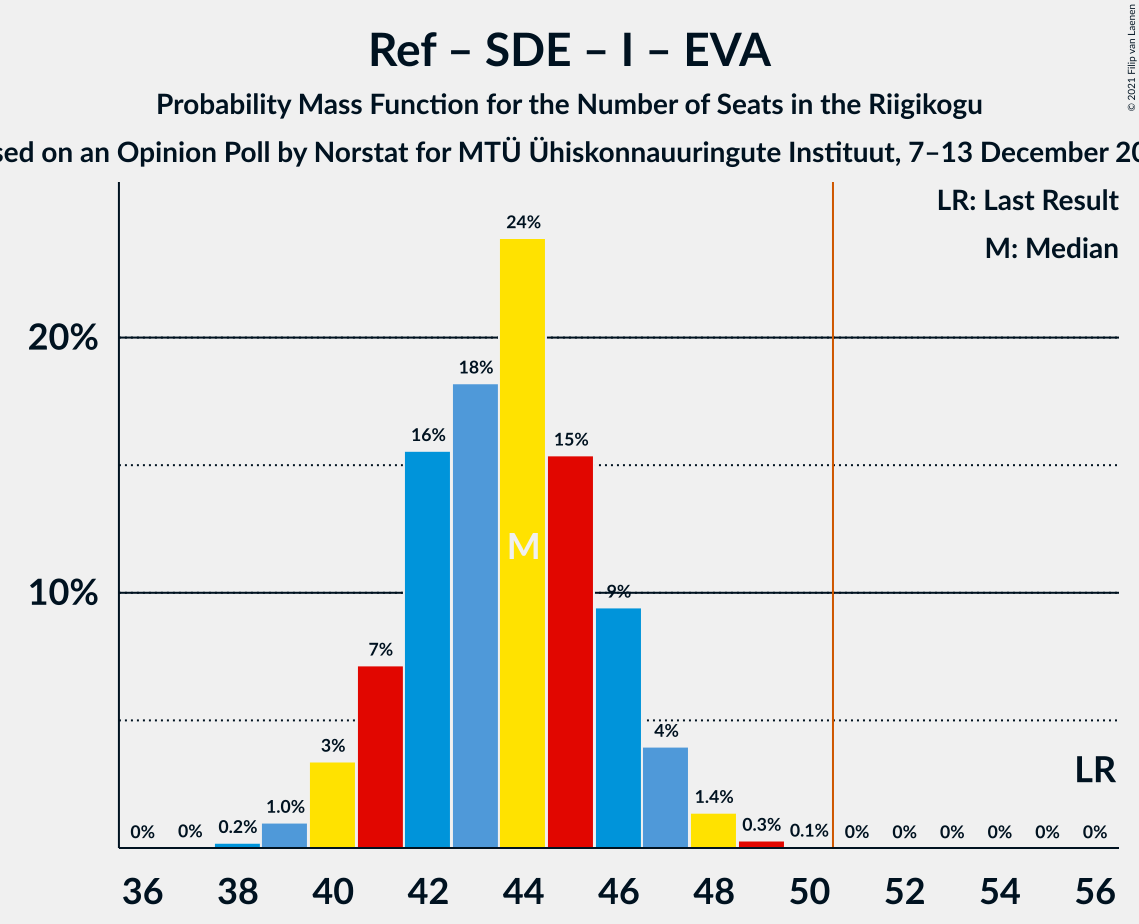 Ref – SDE – I – EVA
Probability Mass Function for the Number of Seats in the Riigikogu
on an Opinion Poll by Norstat for MTÜ Ühiskonnauuringute Instituut, 7–13 December
© 2021 Filip van Laenen
LR: Last Result
M: Median
20%
10%
0% 0% 0.2% 1.0% 3% 7% 16% 18% 24% 15% 9% 4% 1.4% 0.3% 0.1% 0% 0% 0% 0% 0% 0%
M
LR
36 38 40 42 44 46 48 50 52 54 56